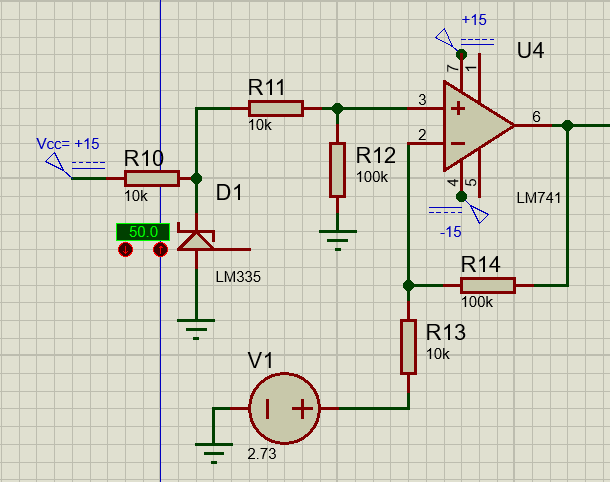 +15
U4
7
1
R11
3
6
10k
2
Vcc= +15
R10
R12
10k
100k
D1
4
5
LM741
50.0
-15
LM335
R14
100k
R13
10k
V1
2.73